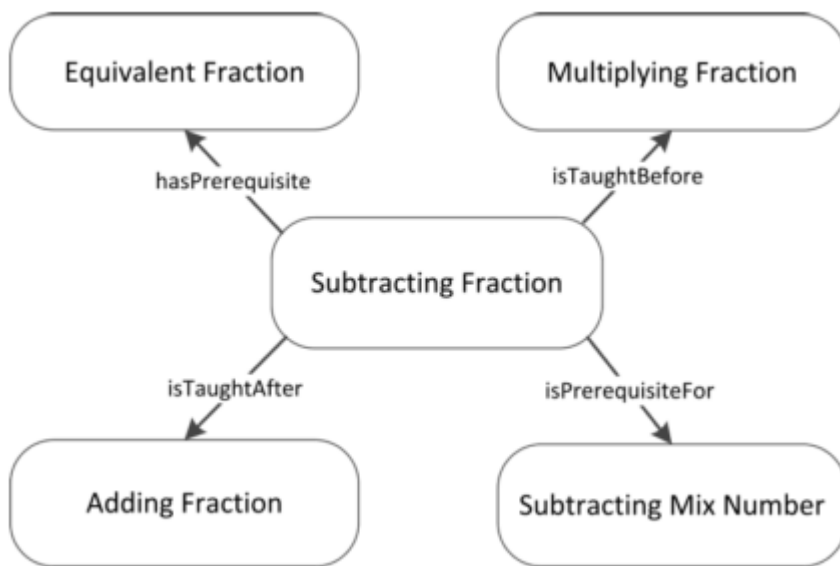 Equivalent Fraction
Multiplying Fraction
hasPrerequisite
isTaughtBefore
Subtracting Fraction
isTaughtAfter
isPrerequisiteFor
Adding Fraction
Subtracting Mix Number